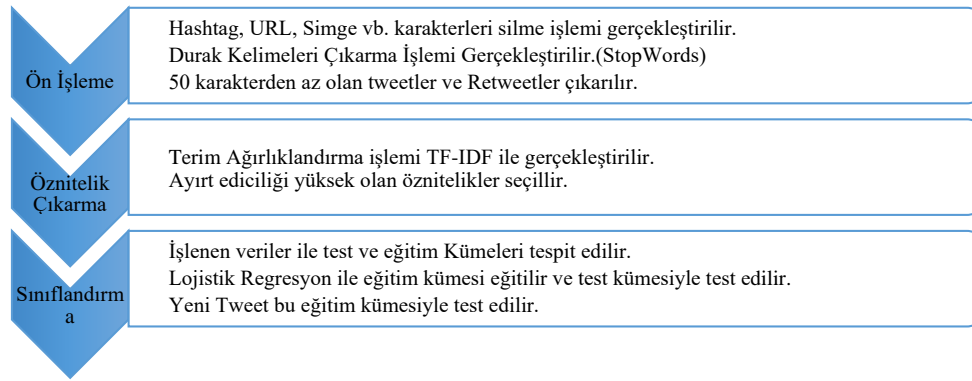 Ön İşleme
Hashtag, URL, Simge vb. karakterleri silme işlemi gerçekleştirilir.
Durak Kelimeleri Çıkarma İşlemi Gerçekleştirilir.(StopWords)
50 karakterden az olan tweetler ve Retweetler çıkarılır.
Öznitelik
Çıkarma
Terim Ağırlıklandırma işlemi TF-IDF ile gerçekleştirilir.
Ayırt ediciliği yüksek olan öznitelikler seçillir.
Sınıflandırm
a
İşlenen veriler ile test ve eğitim Kümeleri tespit edilir.
Lojistik Regresyon ile eğitim kümesi eğitilir ve test kümesiyle test edilir.
Yeni Tweet bu eğitim kümesiyle test edilir.